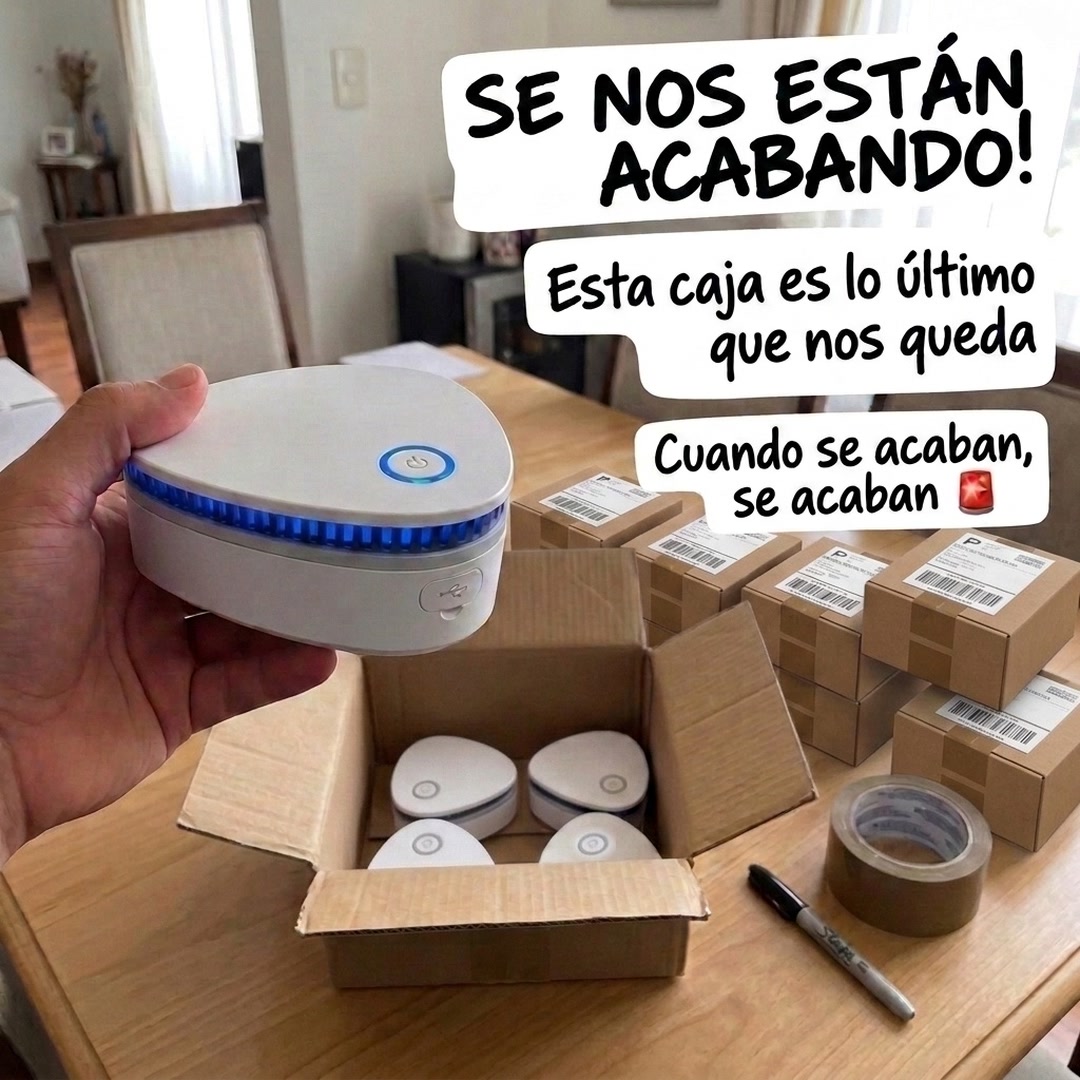 SE NOS ESTÁN
ACABANDO!
Esta caja es lo último
que nos queda
Cuando se acaban,
se acaban 🚨
P
P
P
P